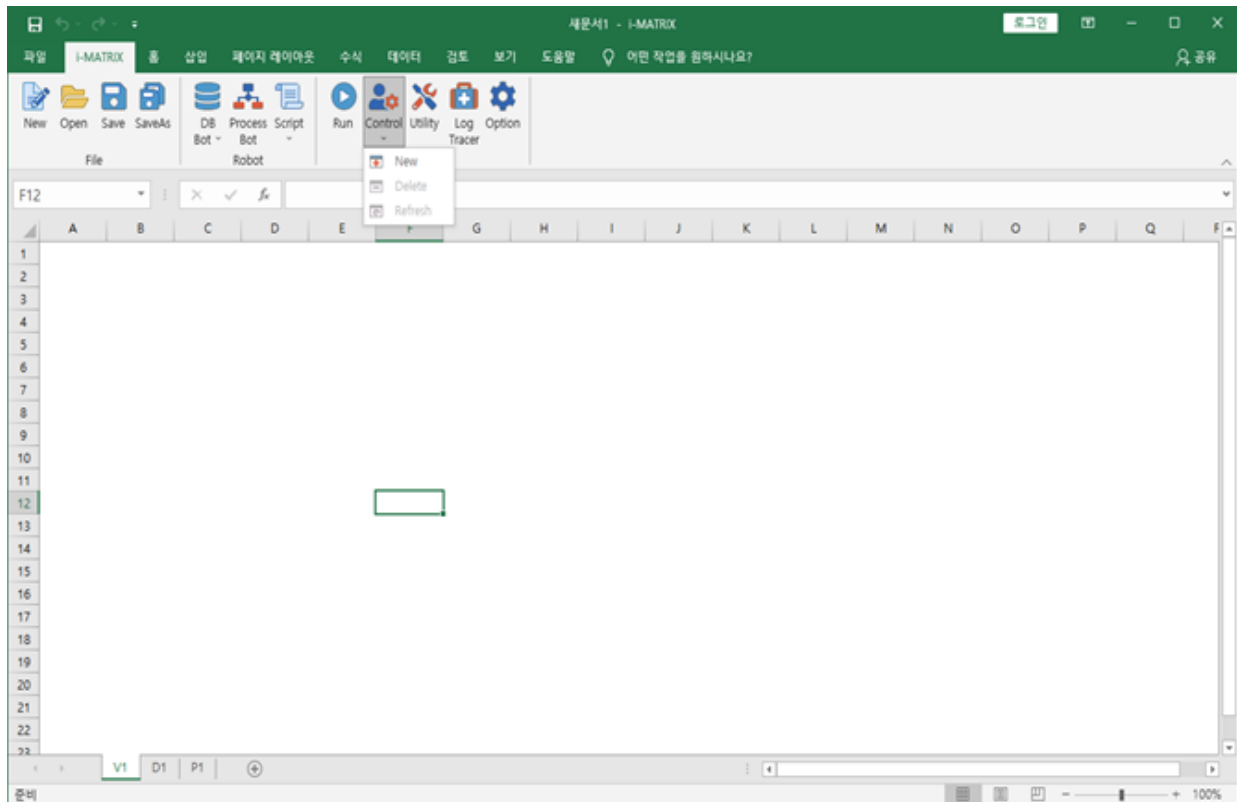 새문서1 - i-MATRIX
로그인
파일 i-MATRIX 홈 삽입 페이지 레이아웃 수식 데이터 검토 보기 도움말 어떤 작업을 원하시나요? 공유
New Open Save SaveAs DB Bot Process Bot Script Run Control Utility Log Tracer Option
File Robot
New
Delete
Refresh
F12 fx
A B C D E F G H I J K L M N O P Q
1
2
3
4
5
6
7
8
9
10
11
12
13
14
15
16
17
18
19
20
21
22
23
V1 D1 P1
준비 100%